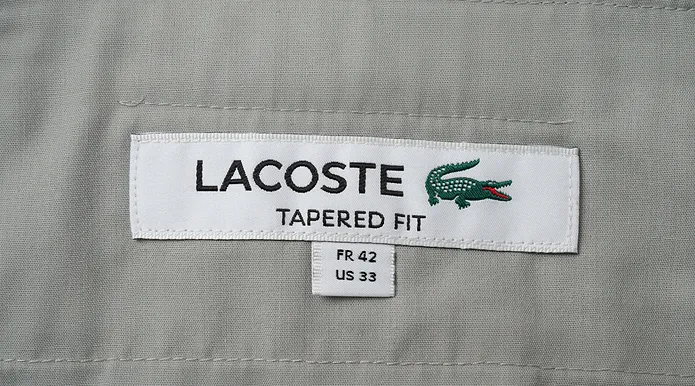 LACOSTE
TAPERED FIT
FR 42
US 33